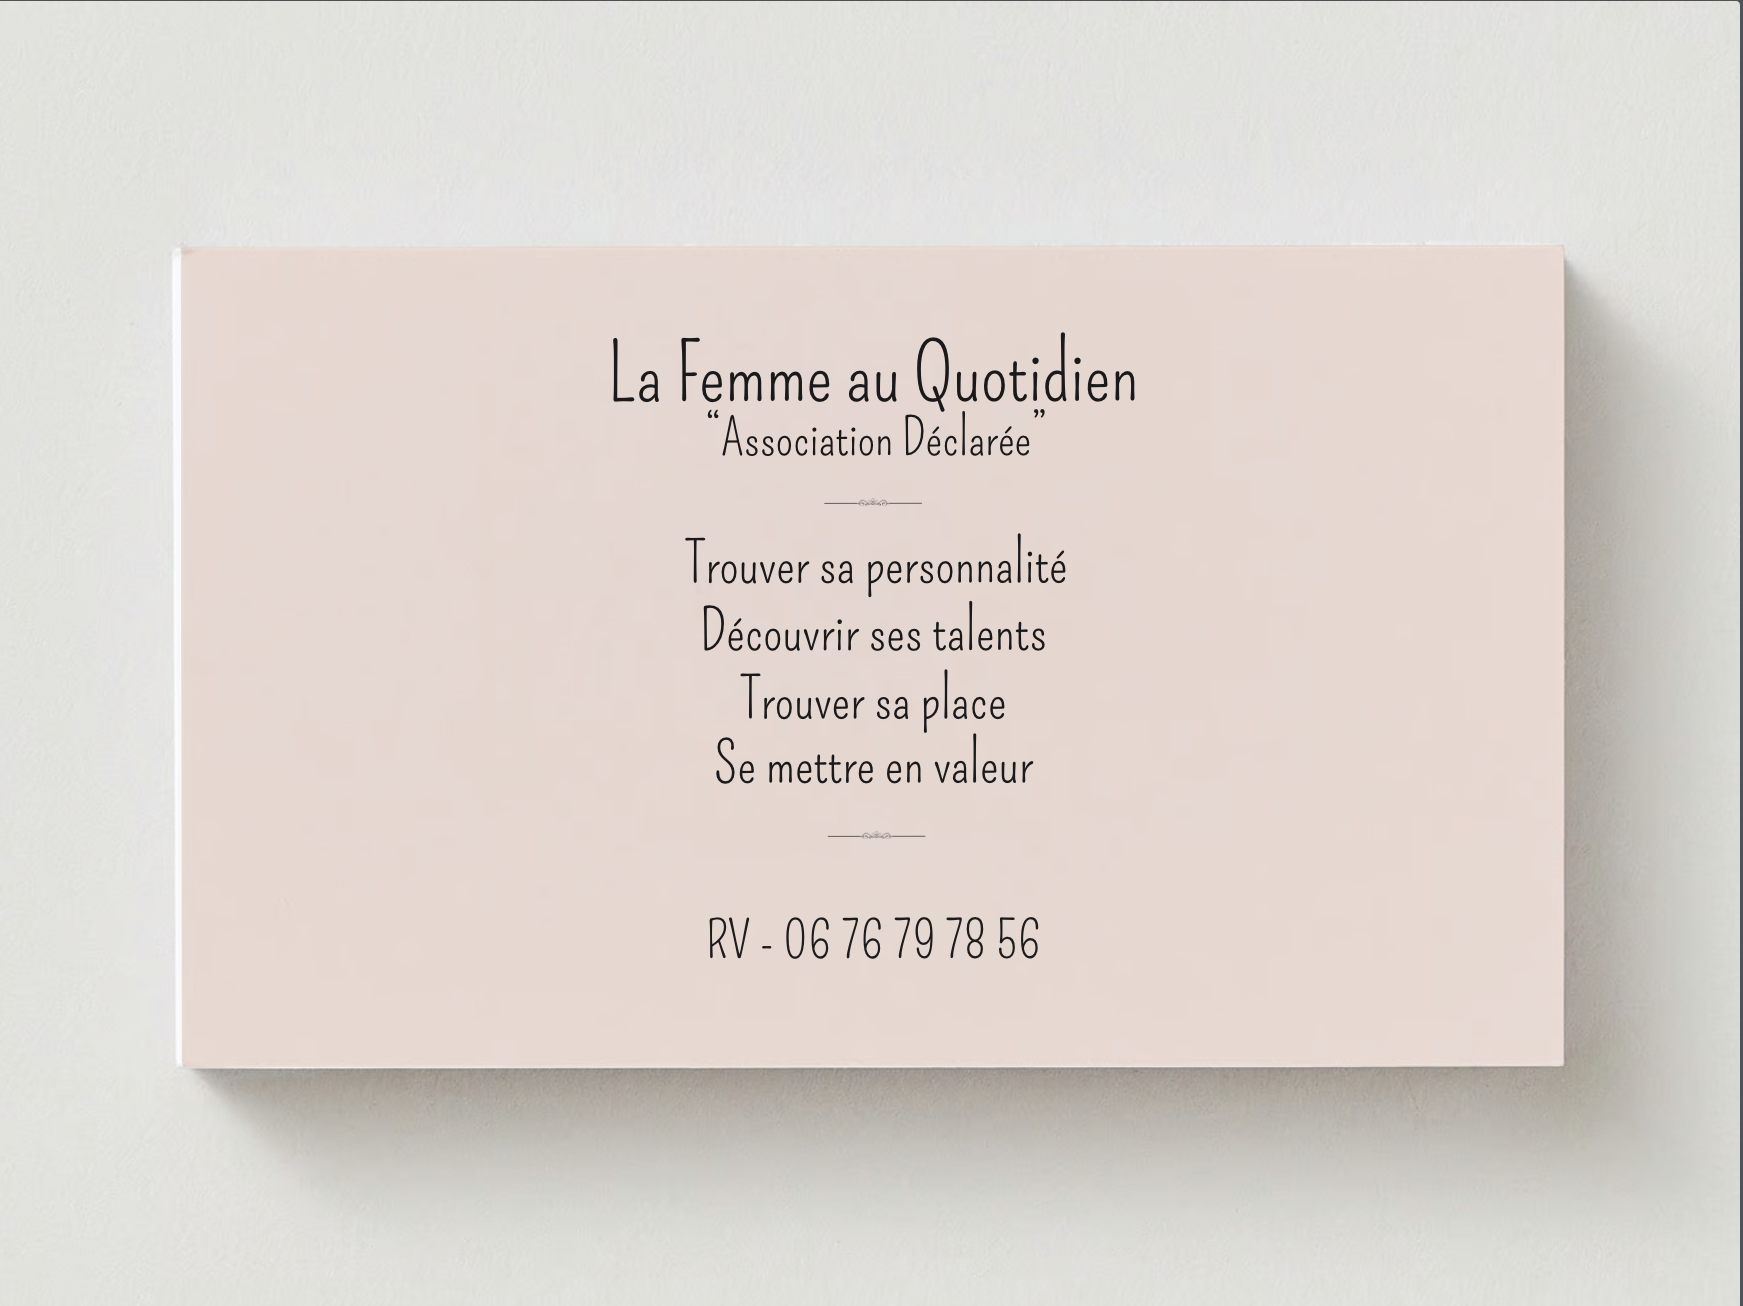 La Femme au Quotidien
“Association Déclarée”
Trouver sa personnalité
Découvrir ses talents
Trouver sa place
Se mettre en valeur
RV - 06 76 79 78 56